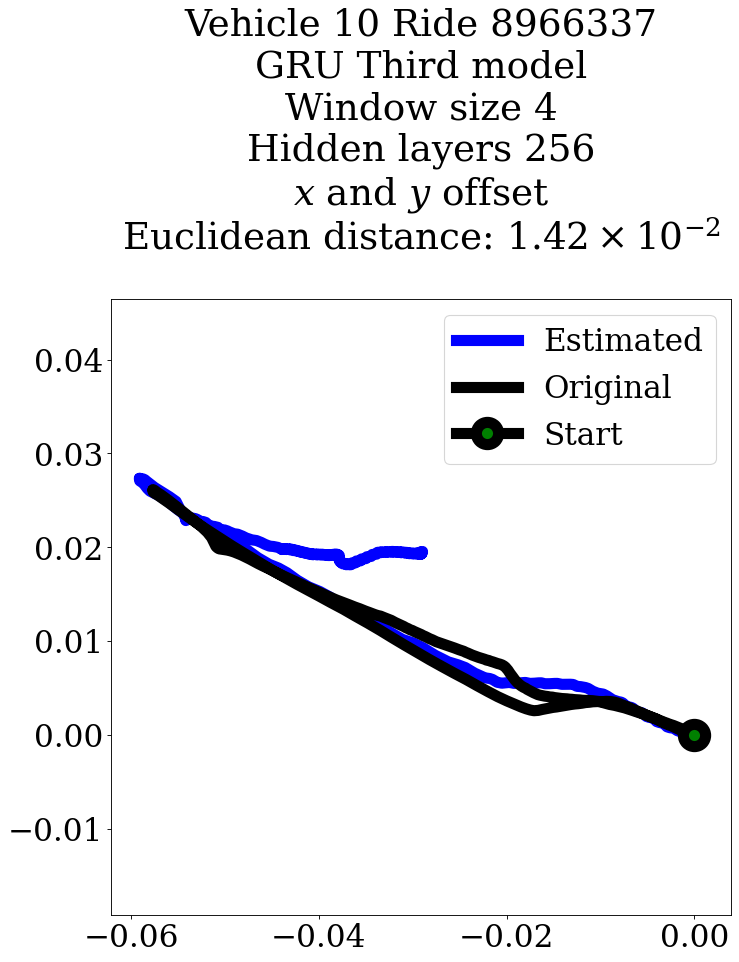 Vehicle 10 Ride 8966337
GRU Third model
Window size 4
Hidden layers 256
x and y offset
Euclidean distance: 1.42 × 10⁻²
Estimated
Original
Start
0.04
0.03
0.02
0.01
0.00
−0.01
−0.06 −0.04 −0.02 0.00